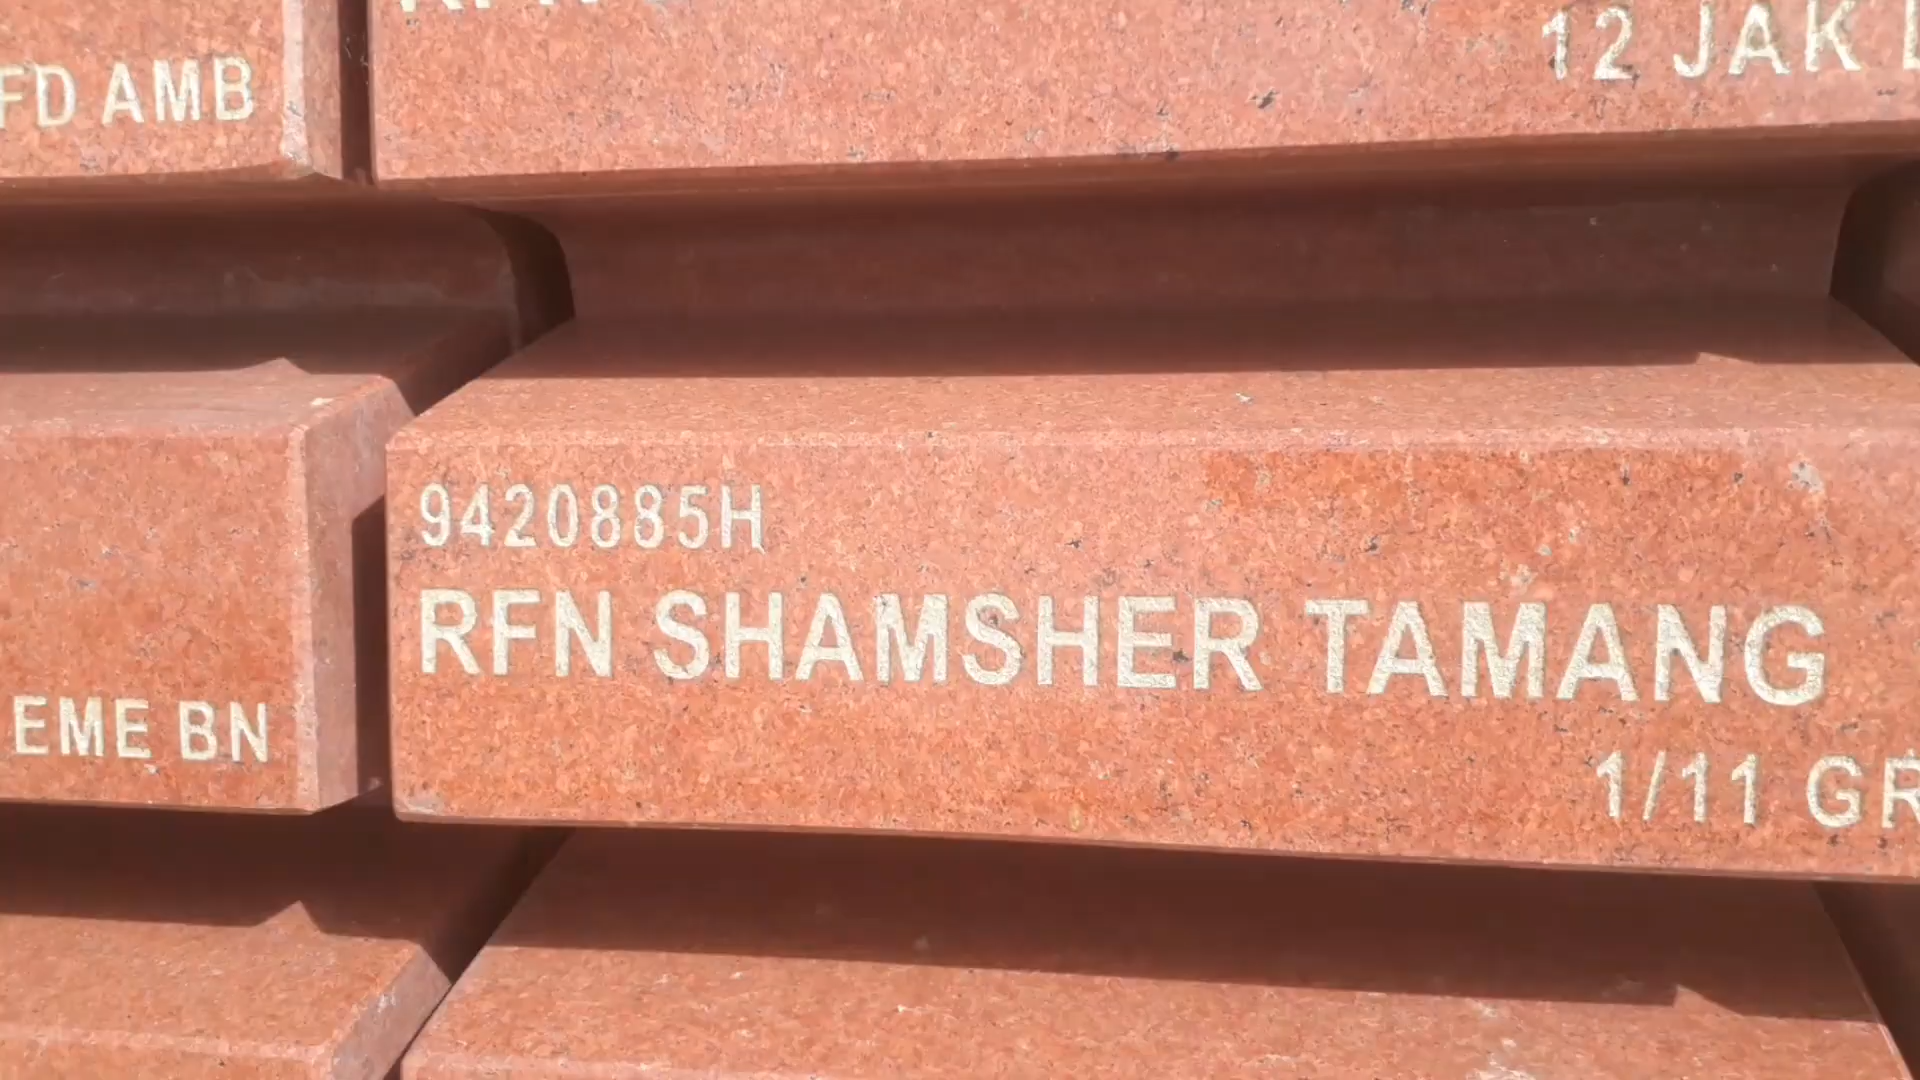 FD AMB
12 JAK
9420885H
RFN SHAMSHER TAMANG
1/11 GR
EME BN